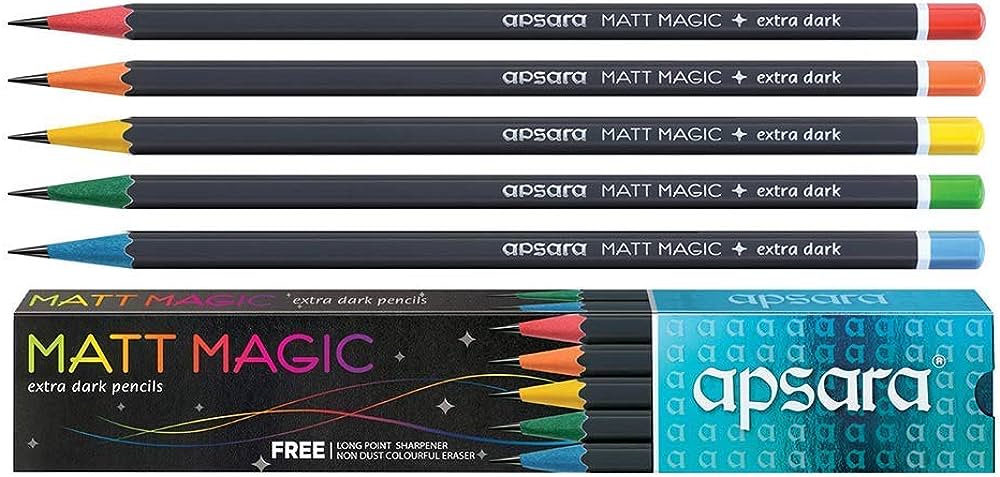 apsara MATT MAGIC extra dark
apsara MATT MAGIC extra dark
apsara MATT MAGIC extra dark
apsara MATT MAGIC extra dark
apsara MATT MAGIC extra dark
MATT MAGIC extra dark pencils
apsara
MATT MAGIC
extra dark pencils
FREE LONG POINT SHARPENER
NON DUST COLOURFUL ERASER
apsara®